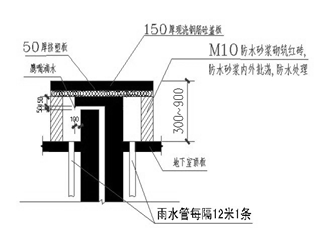 150厚现浇钢筋砼盖板
50厚挤塑板
鹰嘴滴水
M10防水砂浆砌筑红砖,
防水砂浆内外批荡,防水处理
300~900
100
地下室顶板
雨水管每隔12米1条